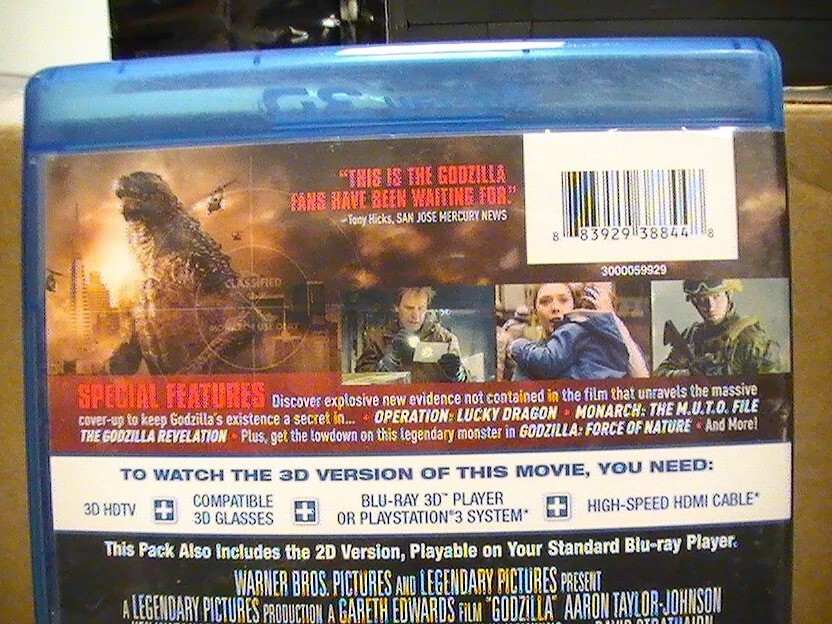 "THIS IS THE GODZILLA
FANS HAVE BEEN WAITING FOR."
–Tony Hicks, SAN JOSE MERCURY NEWS
8 83929 38844 8
3000059929
CLASSIFIED
SPECIAL FEATURES Discover explosive new evidence not contained in the film that unravels the massive
cover-up to keep Godzilla's existence a secret in... • OPERATION: LUCKY DRAGON • MONARCH: THE M.U.T.O. FILE
THE GODZILLA REVELATION • Plus, get the lowdown on this legendary monster in GODZILLA: FORCE OF NATURE • And More!
TO WATCH THE 3D VERSION OF THIS MOVIE, YOU NEED:
3D HDTV + COMPATIBLE 3D GLASSES + BLU-RAY 3D™ PLAYER OR PLAYSTATION®3 SYSTEM* + HIGH-SPEED HDMI CABLE*
This Pack Also Includes the 2D Version, Playable on Your Standard Blu-ray Player.
WARNER BROS. PICTURES AND LEGENDARY PICTURES PRESENT
A LEGENDARY PICTURES PRODUCTION A GARETH EDWARDS FILM "GODZILLA" AARON TAYLOR-JOHNSON